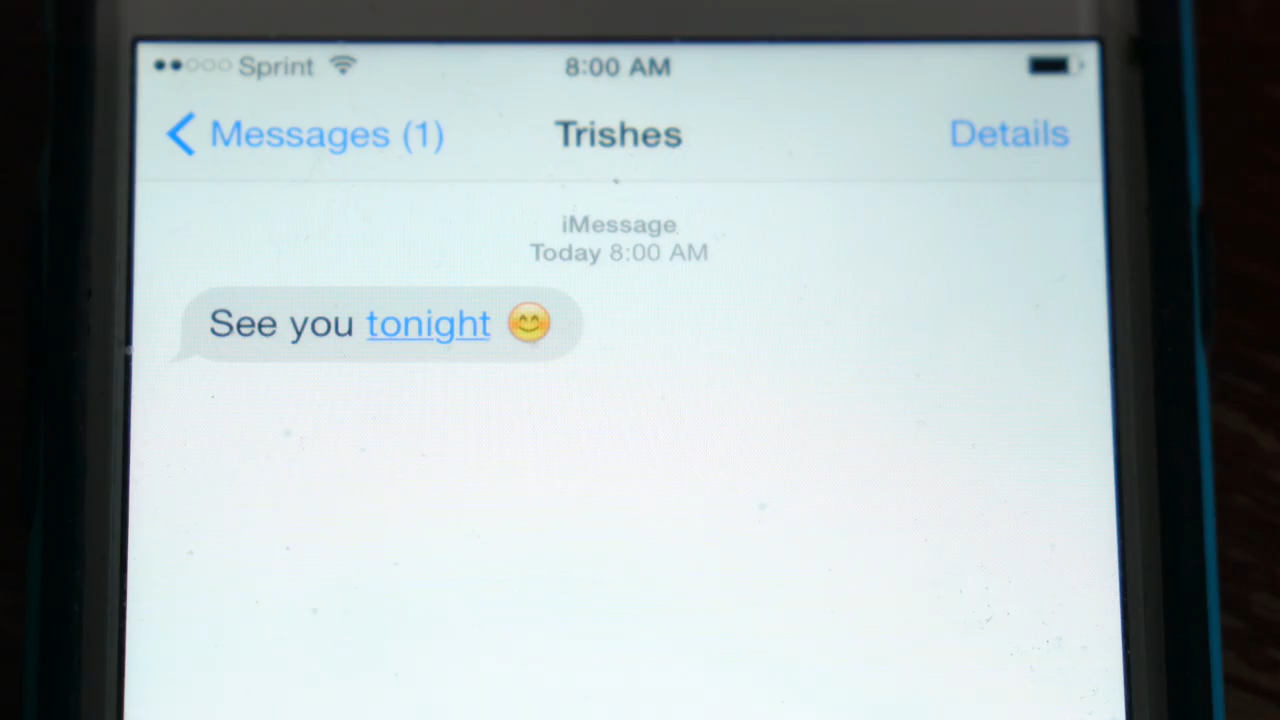 Sprint 8:00 AM
Messages (1) Trishes Details
iMessage
Today 8:00 AM
See you tonight 😊